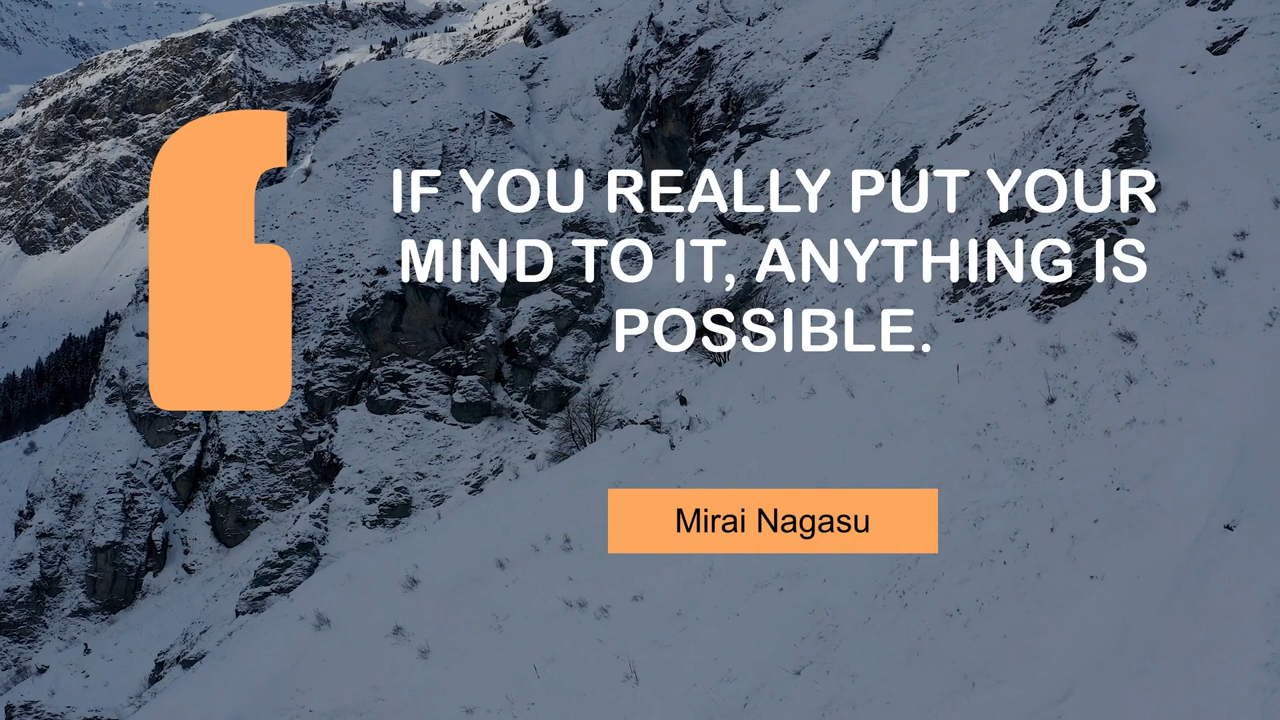 IF YOU REALLY PUT YOUR
MIND TO IT, ANYTHING IS
POSSIBLE.
Mirai Nagasu